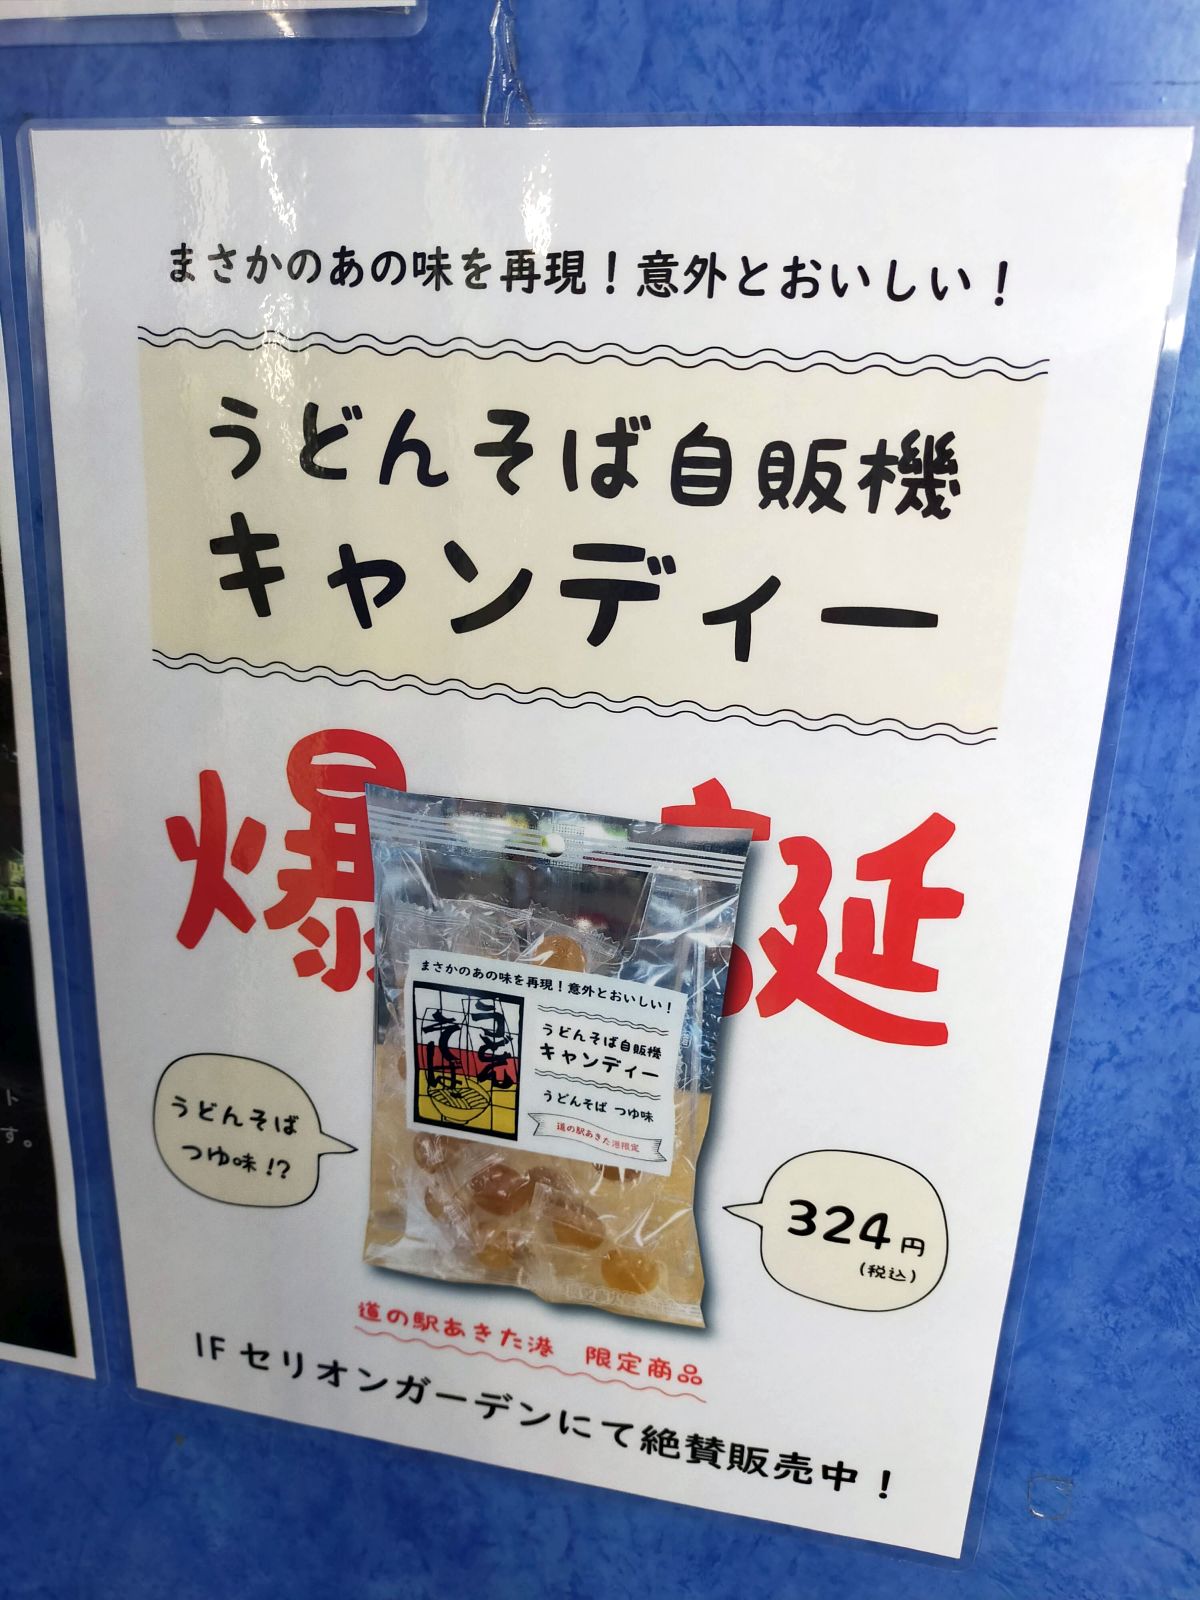 まさかのあの味を再現！意外とおいしい！
うどんそば自販機
キャンディー
爆 誕
まさかのあの味を再現！意外とおいしい！
うどん
そば
うどんそば自販機
キャンディー
うどんそば つゆ味
道の駅あきた港限定
うどんそば
つゆ味!?
324円
(税込)
道の駅あきた港 限定商品
1Fセリオンガーデンにて絶賛販売中！
ト
す。